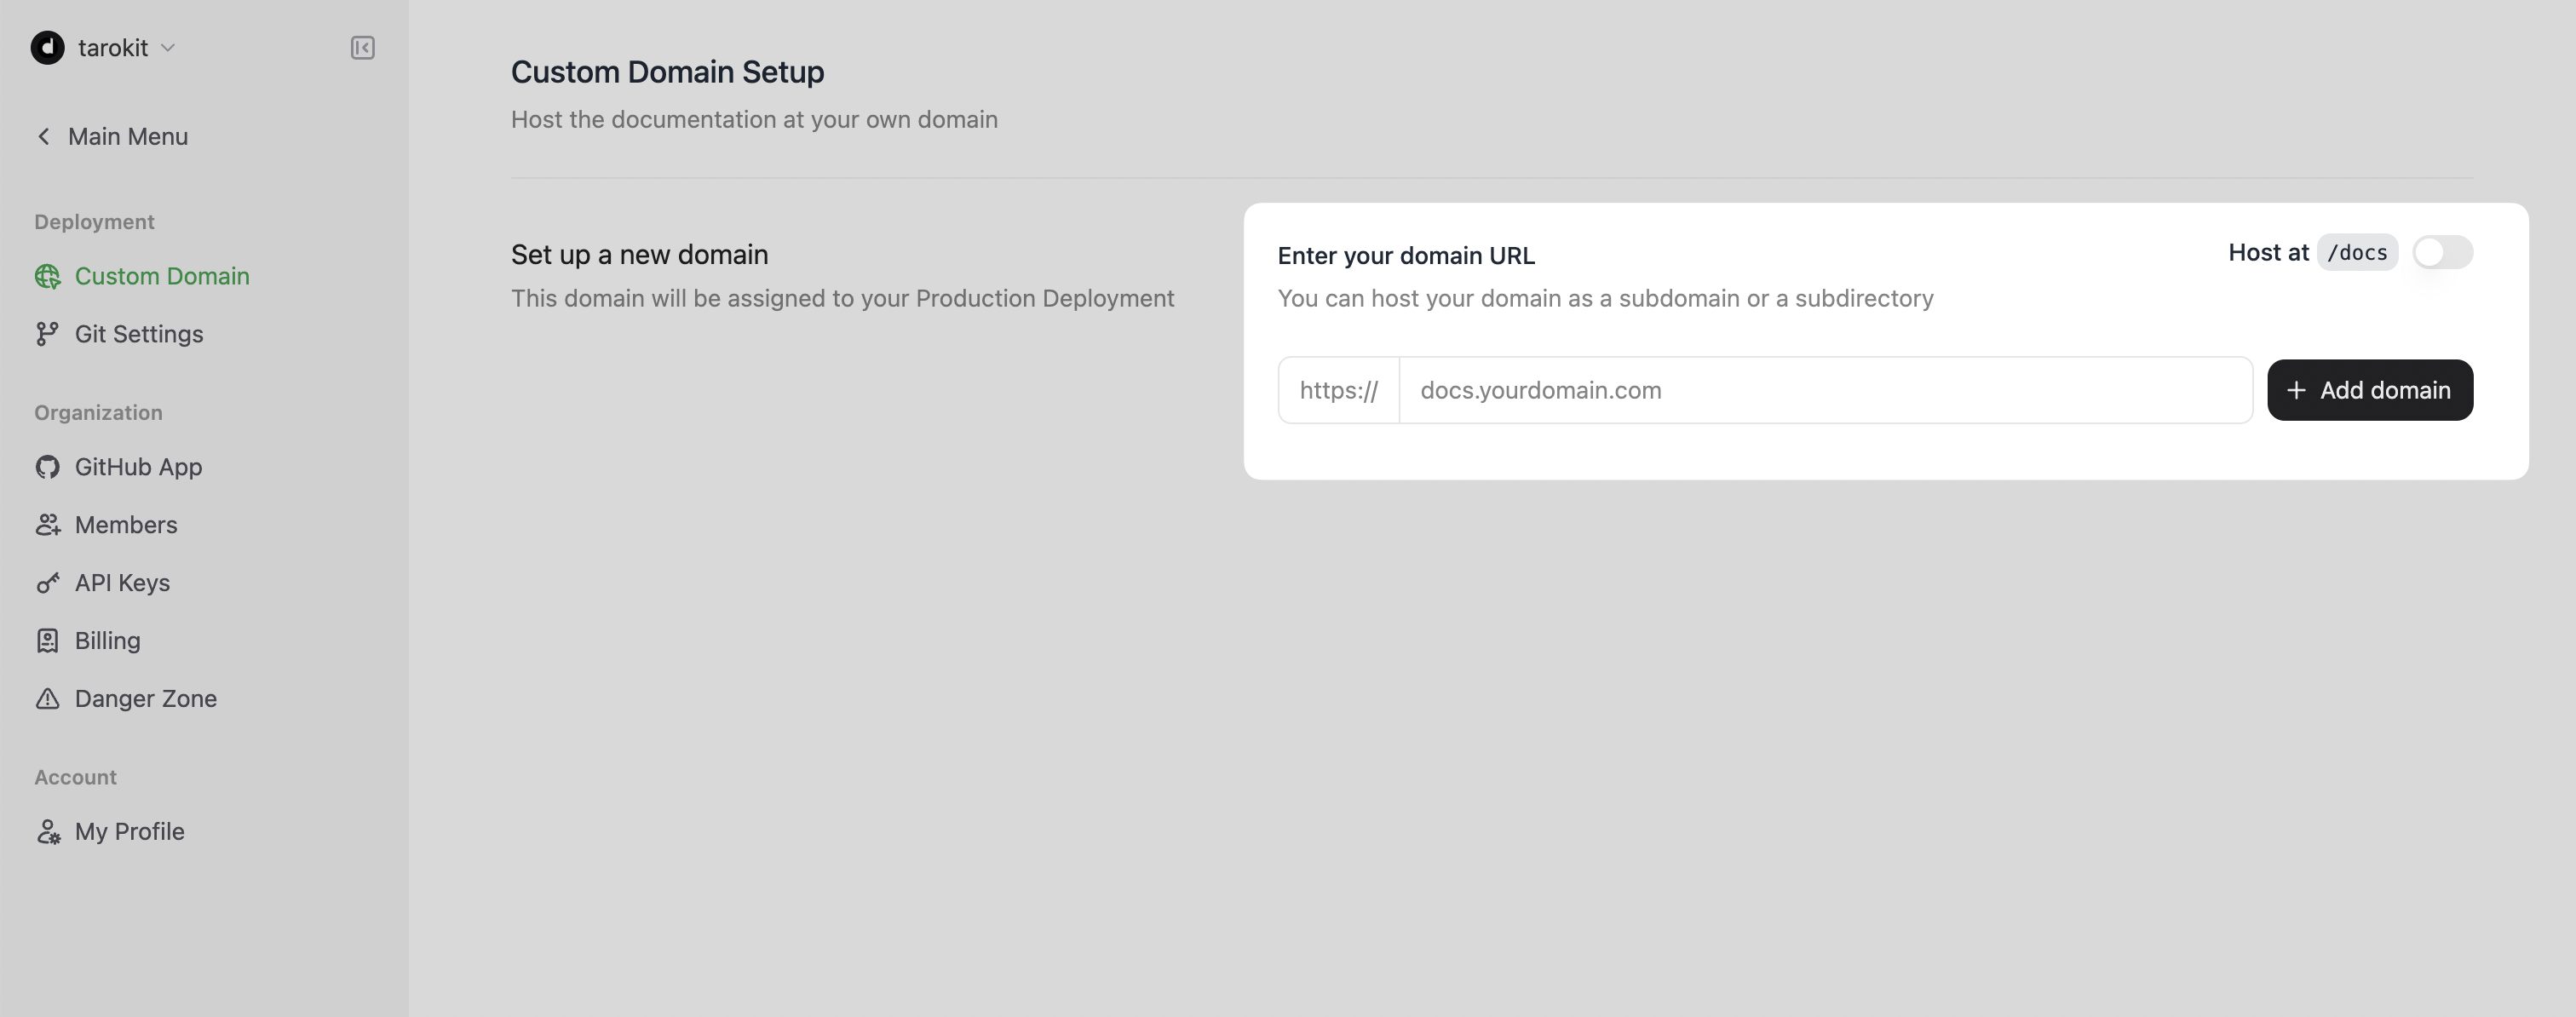 tarokit
Main Menu
Deployment
Custom Domain
Git Settings
Organization
GitHub App
Members
API Keys
Billing
Danger Zone
Account
My Profile
Custom Domain Setup
Host the documentation at your own domain
Set up a new domain
This domain will be assigned to your Production Deployment
Enter your domain URL
Host at /docs
You can host your domain as a subdomain or a subdirectory
https:// docs.yourdomain.com
Add domain